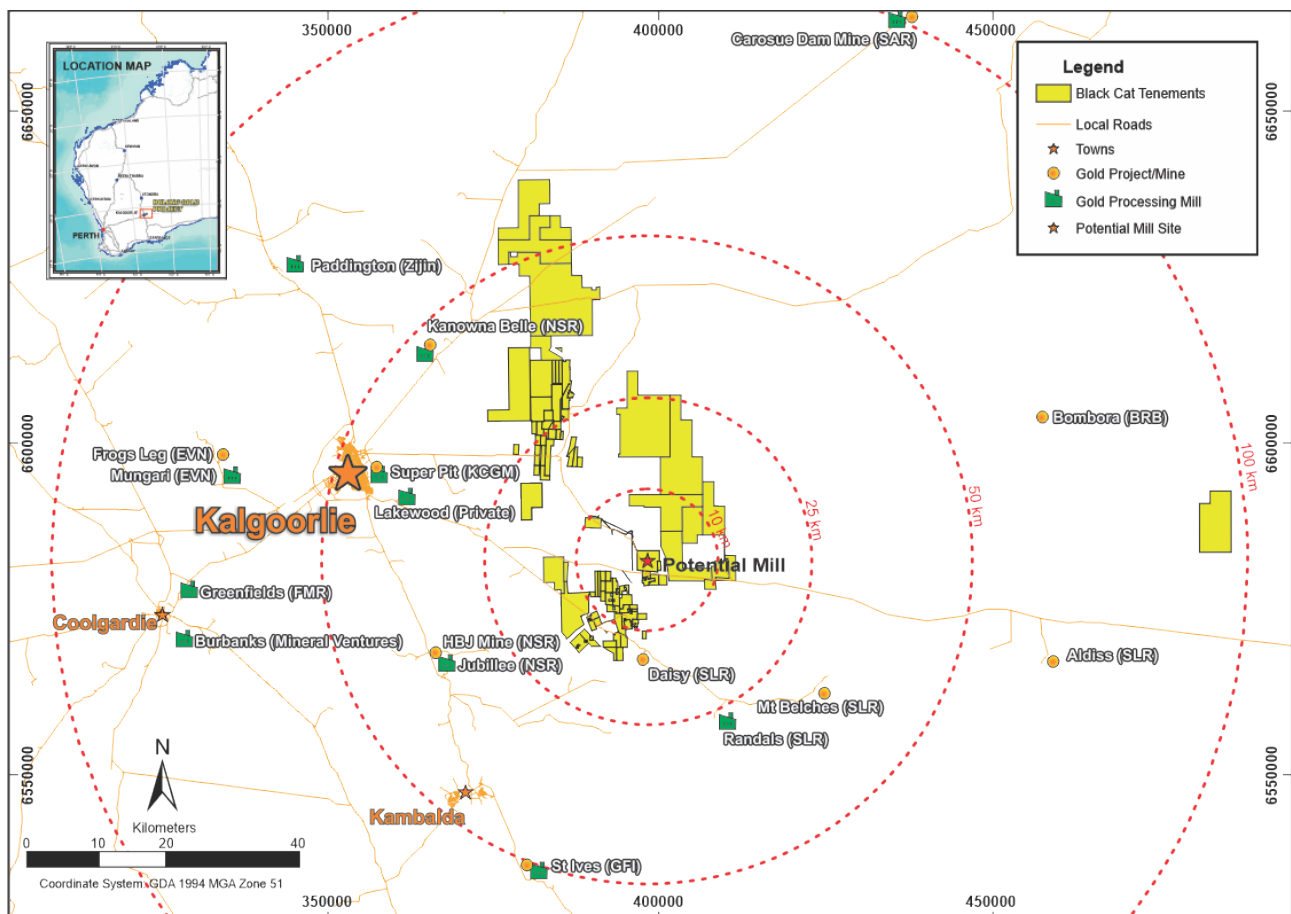 350000
400000
450000
Carosue Dam Mine (SAR)
LOCATION MAP
PERTH
Legend
Black Cat Tenements
Local Roads
Towns
Gold Project/Mine
Gold Processing Mill
Potential Mill Site
6650000
6650000
Paddington (Zijin)
Kanowna Belle (NSR)
Bombora (BRB)
6600000
6600000
Frogs Leg (EVN)
Mungari (EVN)
Super Pit (KCGM)
Lakewood (Private)
Kalgoorlie
100 km
50 km
25 km
10 km
Potential Mill
Greenfields (FMR)
Coolgardie
Burbanks (Mineral Ventures)
HBJ Mine (NSR)
Jubillee (NSR)
Daisy (SLR)
Aldiss (SLR)
Mt Belches (SLR)
Randals (SLR)
6550000
6550000
N
Kambalda
Kilometers
0 10 20 40
St Ives (GFI)
Coordinate System: GDA 1994 MGA Zone 51
350000
400000
450000